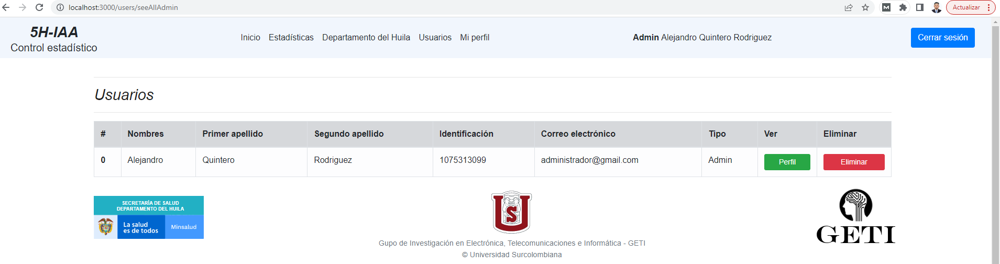 localhost:3000/users/seeAllAdmin
Actualizar
5H-IAA
Control estadístico
Inicio Estadísticas Departamento del Huila Usuarios Mi perfil
Admin Alejandro Quintero Rodriguez
Cerrar sesión
Usuarios
# Nombres Primer apellido Segundo apellido Identificación Correo electrónico Tipo Ver Eliminar
0 Alejandro Quintero Rodriguez 1075313099 administrador@gmail.com Admin Perfil Eliminar
SECRETARÍA DE SALUD
DEPARTAMENTO DEL HUILA
La salud
es de todos
Minsalud
U
S
GETI
Gupo de Investigación en Electrónica, Telecomunicaciones e Informática - GETI
© Universidad Surcolombiana